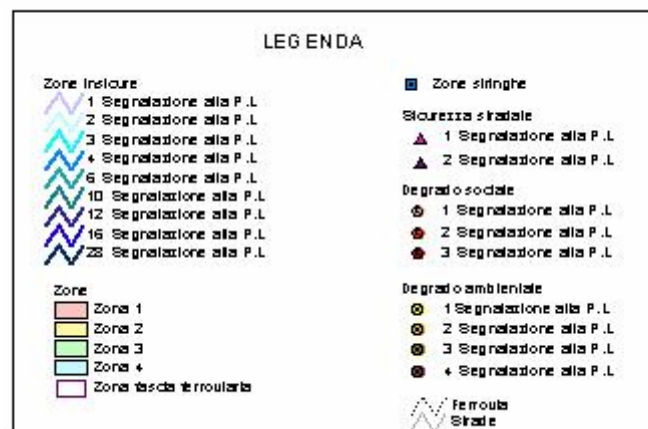 LEGENDA
Zone insicure
1 Segnalazione alla P.L
2 Segnalazione alla P.L
3 Segnalazione alla P.L
4 Segnalazione alla P.L
6 Segnalazione alla P.L
10 Segnalazione alla P.L
12 Segnalazione alla P.L
16 Segnalazione alla P.L
28 Segnalazione alla P.L
Zone
Zona 1
Zona 2
Zona 3
Zona 4
Zona fascia ferroviaria
Zone siringhe
Sicurezza stradale
1 Segnalazione alla P.L
2 Segnalazione alla P.L
Degrado sociale
1 Segnalazione alla P.L
2 Segnalazione alla P.L
3 Segnalazione alla P.L
Degrado ambientale
1 Segnalazione alla P.L
2 Segnalazione alla P.L
3 Segnalazione alla P.L
4 Segnalazione alla P.L
Ferrovia
Strade